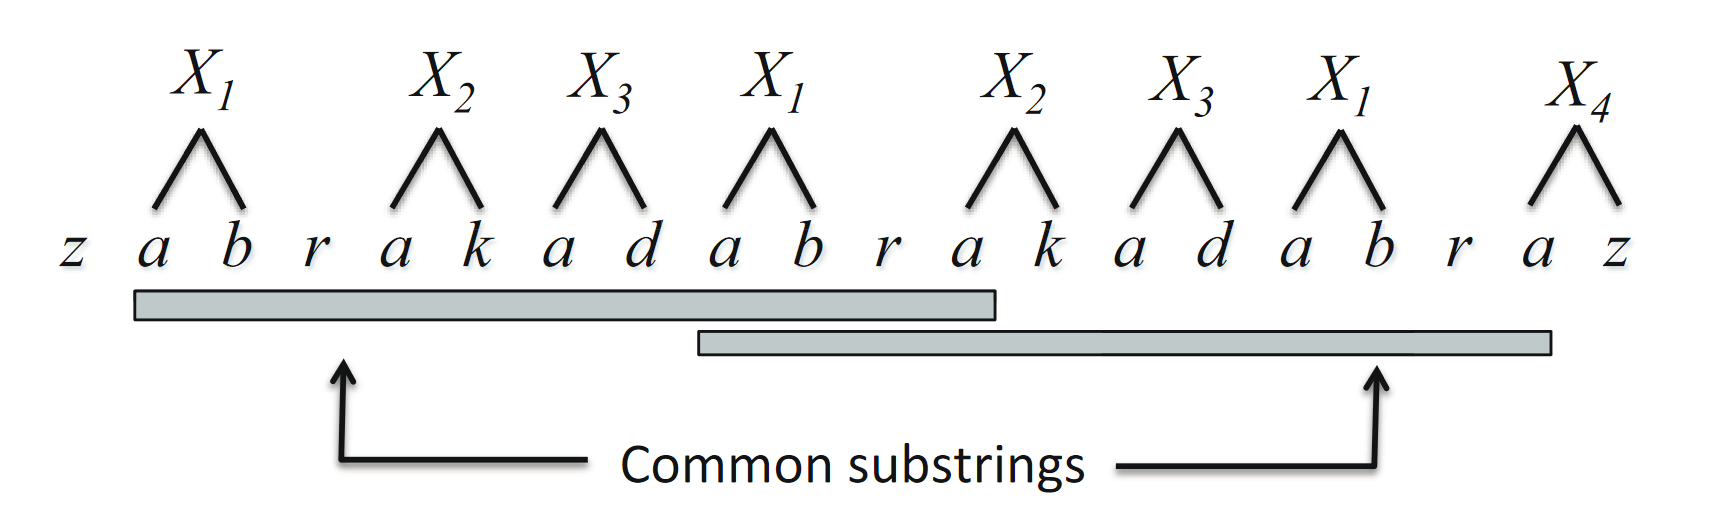 X1 X2 X3 X1 X2 X3 X1 X4
z a b r a k a d a b r a k a d a b r a z
Common substrings